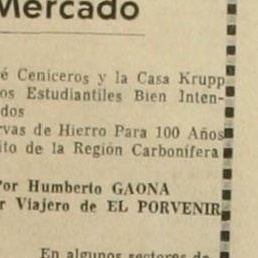 Mercado
é Ceniceros y la Casa Krupp
os Estudiantiles Bien Inten-
dos
rvas de Hierro Para 100 Años
ito de la Región Carbonífera
Por Humberto GAONA
r Viajero de EL PORVENIR
En algunos sectores de